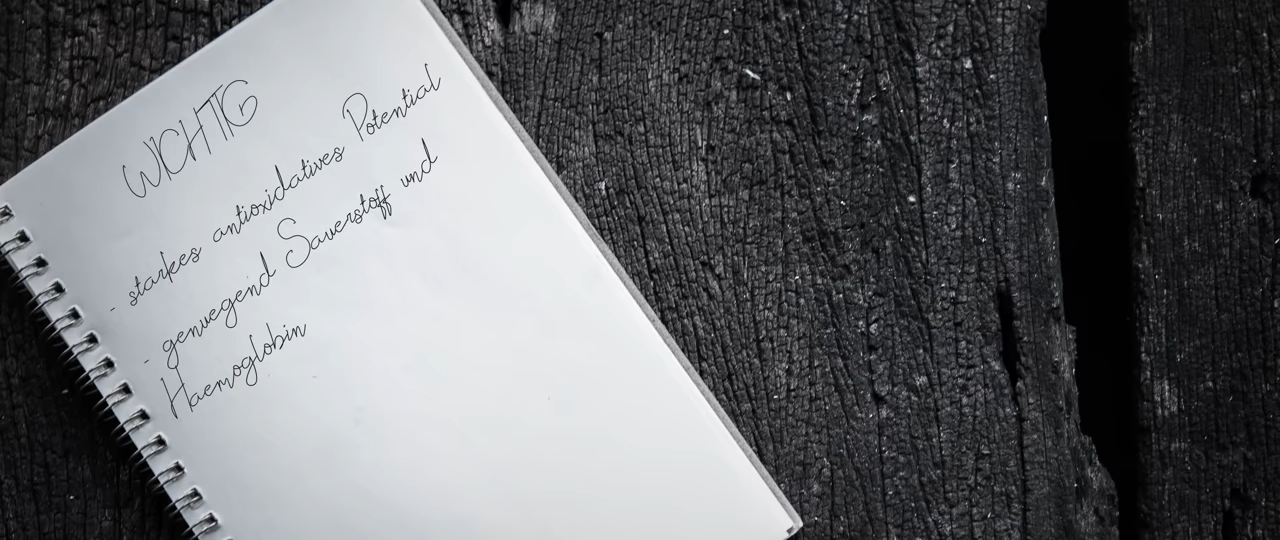 WICHTIG
- starkes antioxidatives Potential
- genuegend Sauerstoff und
Haemoglobin